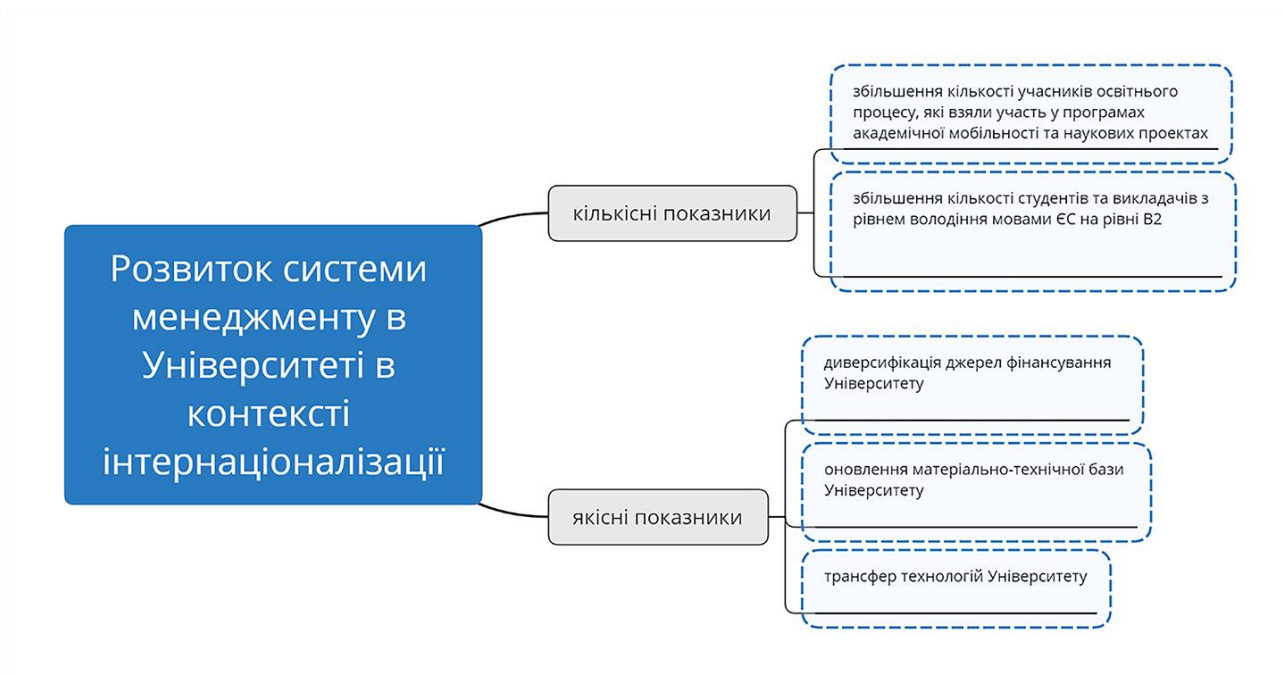 Розвиток системи
менеджменту в
Університеті в
контексті
інтернаціоналізації
кількісні показники
збільшення кількості учасників освітнього
процесу, які взяли участь у програмах
академічної мобільності та наукових проектах
збільшення кількості студентів та викладачів з
рівнем володіння мовами ЄС на рівні В2
якісні показники
диверсифікація джерел фінансування
Університету
оновлення матеріально-технічної бази
Університету
трансфер технологій Університету